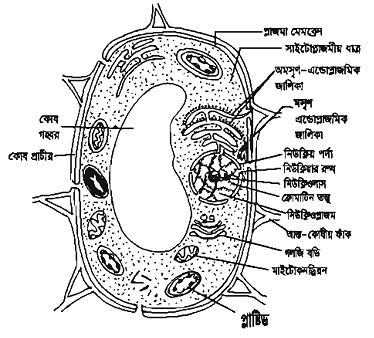 প্লাজমা মেমব্রেন
সাইটোপ্লাজমীয় ধাত্র
অমসৃণ-এন্ডোপ্লাজমিক
জালিকা
মসৃণ
এন্ডোপ্লাজমিক
জালিকা
কোষ
গহ্বর
কোষ প্রাচীর
নিউক্লিয় পর্দা
নিউক্লিয়ার রন্ধ্র
নিউক্লিওলাস
ক্রোমাটিন তন্তু
নিউক্লিওপ্লাজম
আন্ত-কোষীয় ফাঁক
গলজি বডি
মাইটোকনড্রিয়ন
প্লাস্টিড